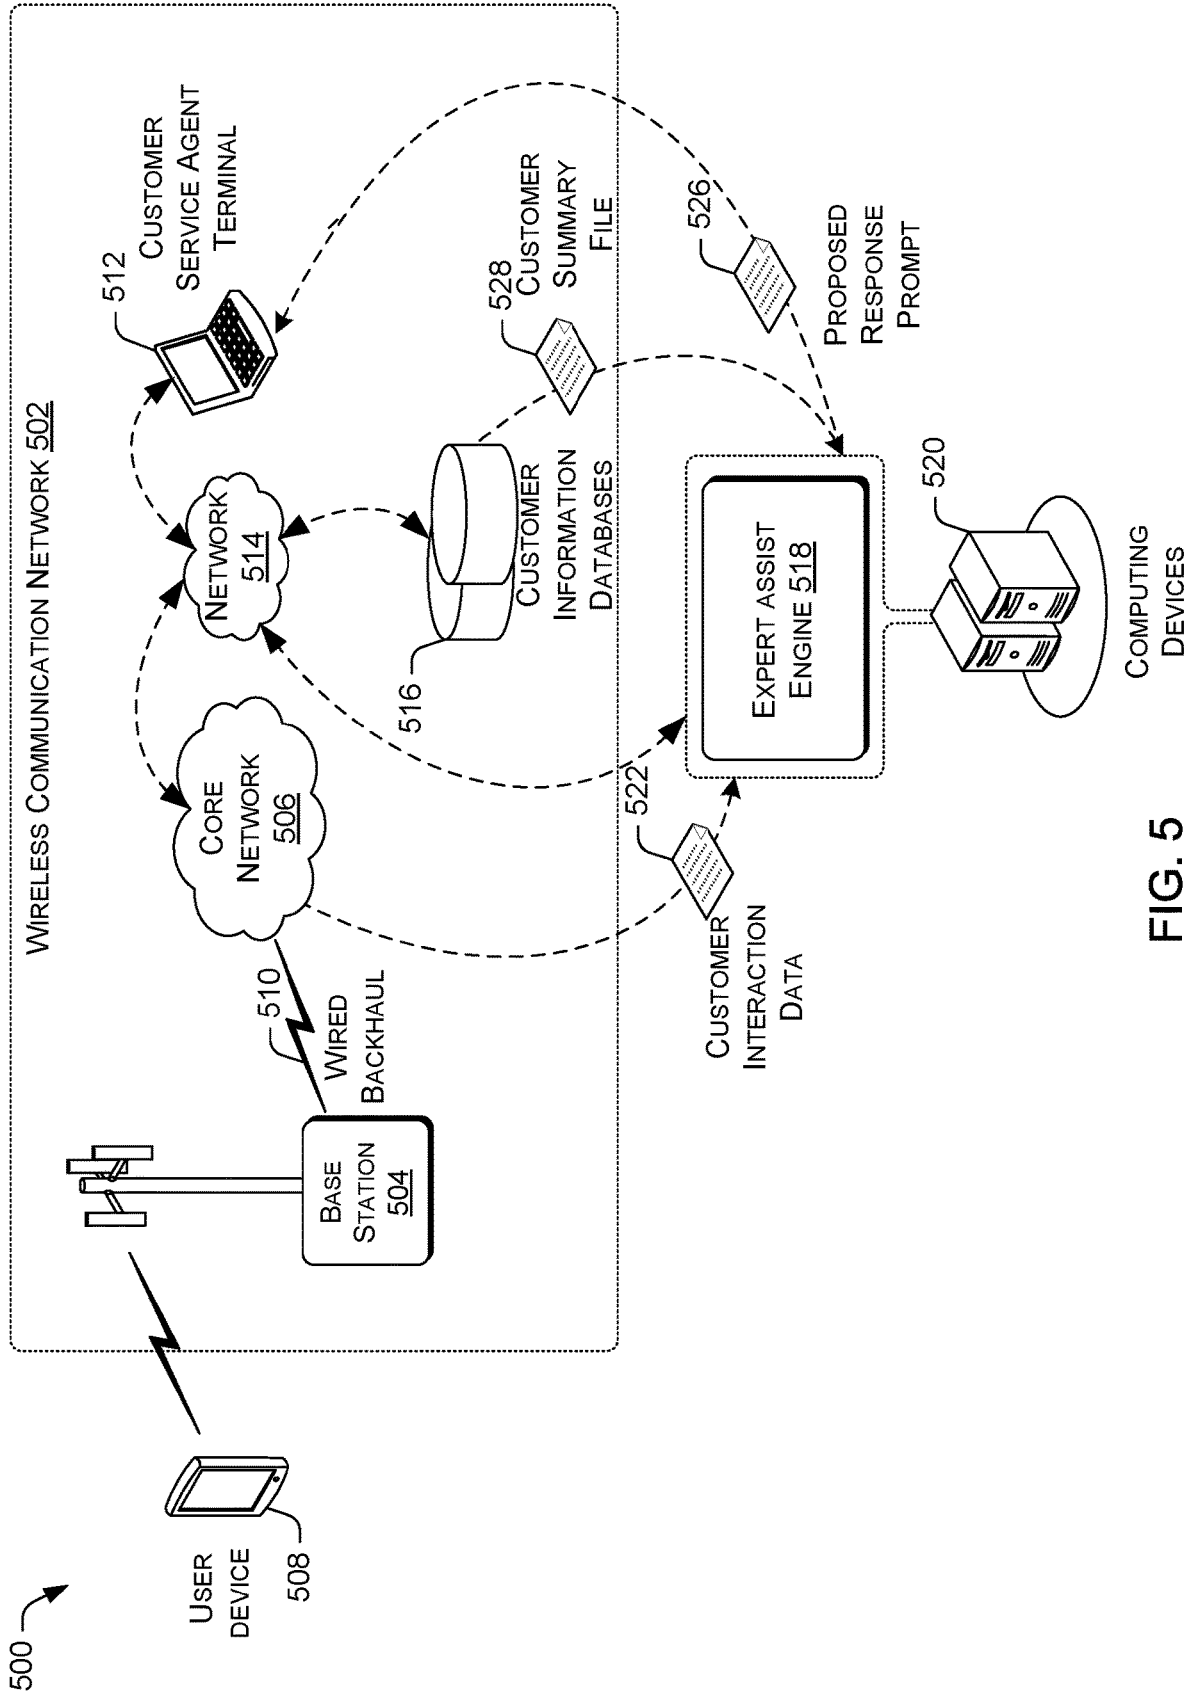 500
WIRELESS COMMUNICATION NETWORK 502
USER
DEVICE
508
BASE
STATION
504
510
WIRED
BACKHAUL
CORE
NETWORK
506
NETWORK
514
512
CUSTOMER
SERVICE AGENT
TERMINAL
516
CUSTOMER
INFORMATION
DATABASES
528
CUSTOMER
SUMMARY
FILE
522
CUSTOMER
INTERACTION
DATA
EXPERT ASSIST
ENGINE 518
526
PROPOSED
RESPONSE
PROMPT
520
COMPUTING
DEVICES
FIG. 5